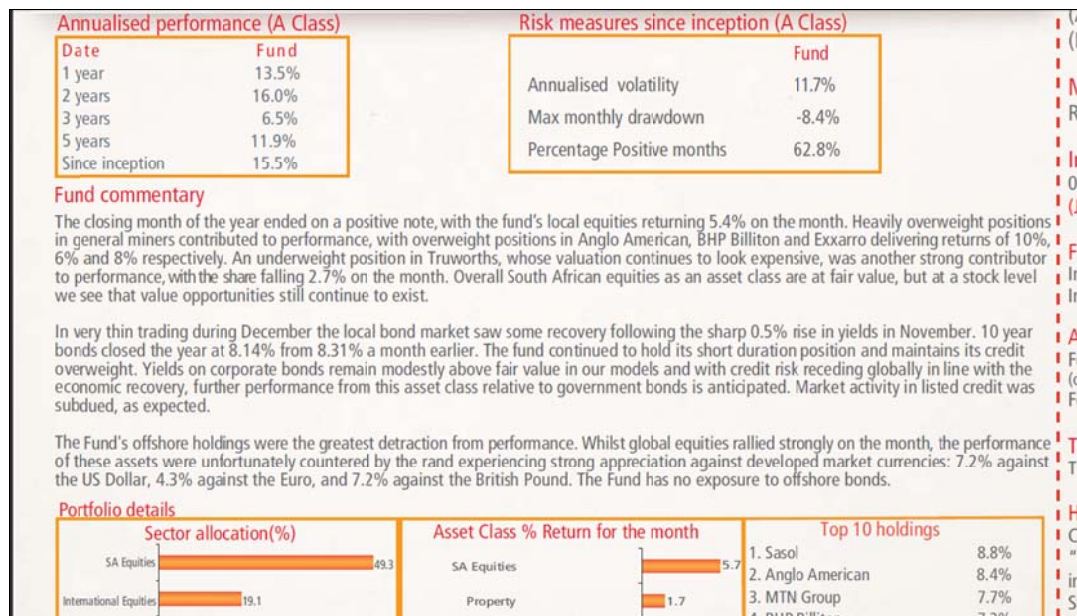 Annualised performance (A Class)
Date Fund
1 year 13.5%
2 years 16.0%
3 years 6.5%
5 years 11.9%
Since inception 15.5%
Risk measures since inception (A Class)
Fund
Annualised volatility 11.7%
Max monthly drawdown -8.4%
Percentage Positive months 62.8%
Fund commentary
The closing month of the year ended on a positive note, with the fund's local equities returning 5.4% on the month. Heavily overweight positions
in general miners contributed to performance, with overweight positions in Anglo American, BHP Billiton and Exxarro delivering returns of 10%,
6% and 8% respectively. An underweight position in Truworths, whose valuation continues to look expensive, was another strong contributor
to performance, with the share falling 2.7% on the month. Overall South African equities as an asset class are at fair value, but at a stock level
we see that value opportunities still continue to exist.
In very thin trading during December the local bond market saw some recovery following the sharp 0.5% rise in yields in November. 10 year
bonds closed the year at 8.14% from 8.31% a month earlier. The fund continued to hold its short duration position and maintains its credit
overweight. Yields on corporate bonds remain modestly above fair value in our models and with credit risk receding globally in line with the
economic recovery, further performance from this asset class relative to government bonds is anticipated. Market activity in listed credit was
subdued, as expected.
The Fund's offshore holdings were the greatest detraction from performance. Whilst global equities rallied strongly on the month, the performance
of these assets were unfortunately countered by the rand experiencing strong appreciation against developed market currencies: 7.2% against
the US Dollar, 4.3% against the Euro, and 7.2% against the British Pound. The Fund has no exposure to offshore bonds.
Portfolio details
Sector allocation(%)
SA Equities 49.3
International Equities 19.1
Asset Class % Return for the month
SA Equities 5.7
Property 1.7
Top 10 holdings
1. Sasol 8.8%
2. Anglo American 8.4%
3. MTN Group 7.7%